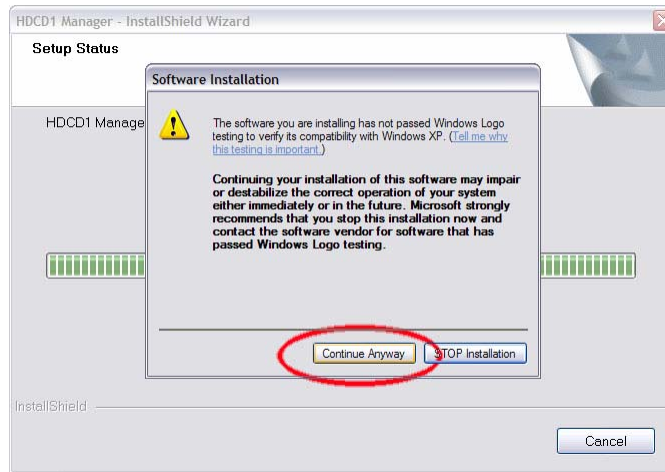 HDCD1 Manager - InstallShield Wizard
Setup Status
Software Installation
HDCD1 Manage
The software you are installing has not passed Windows Logo
testing to verify its compatibility with Windows XP. (Tell me why
this testing is important.)
Continuing your installation of this software may impair
or destabilize the correct operation of your system
either immediately or in the future. Microsoft strongly
recommends that you stop this installation now and
contact the software vendor for software that has
passed Windows Logo testing.
Continue Anyway
STOP Installation
InstallShield
Cancel